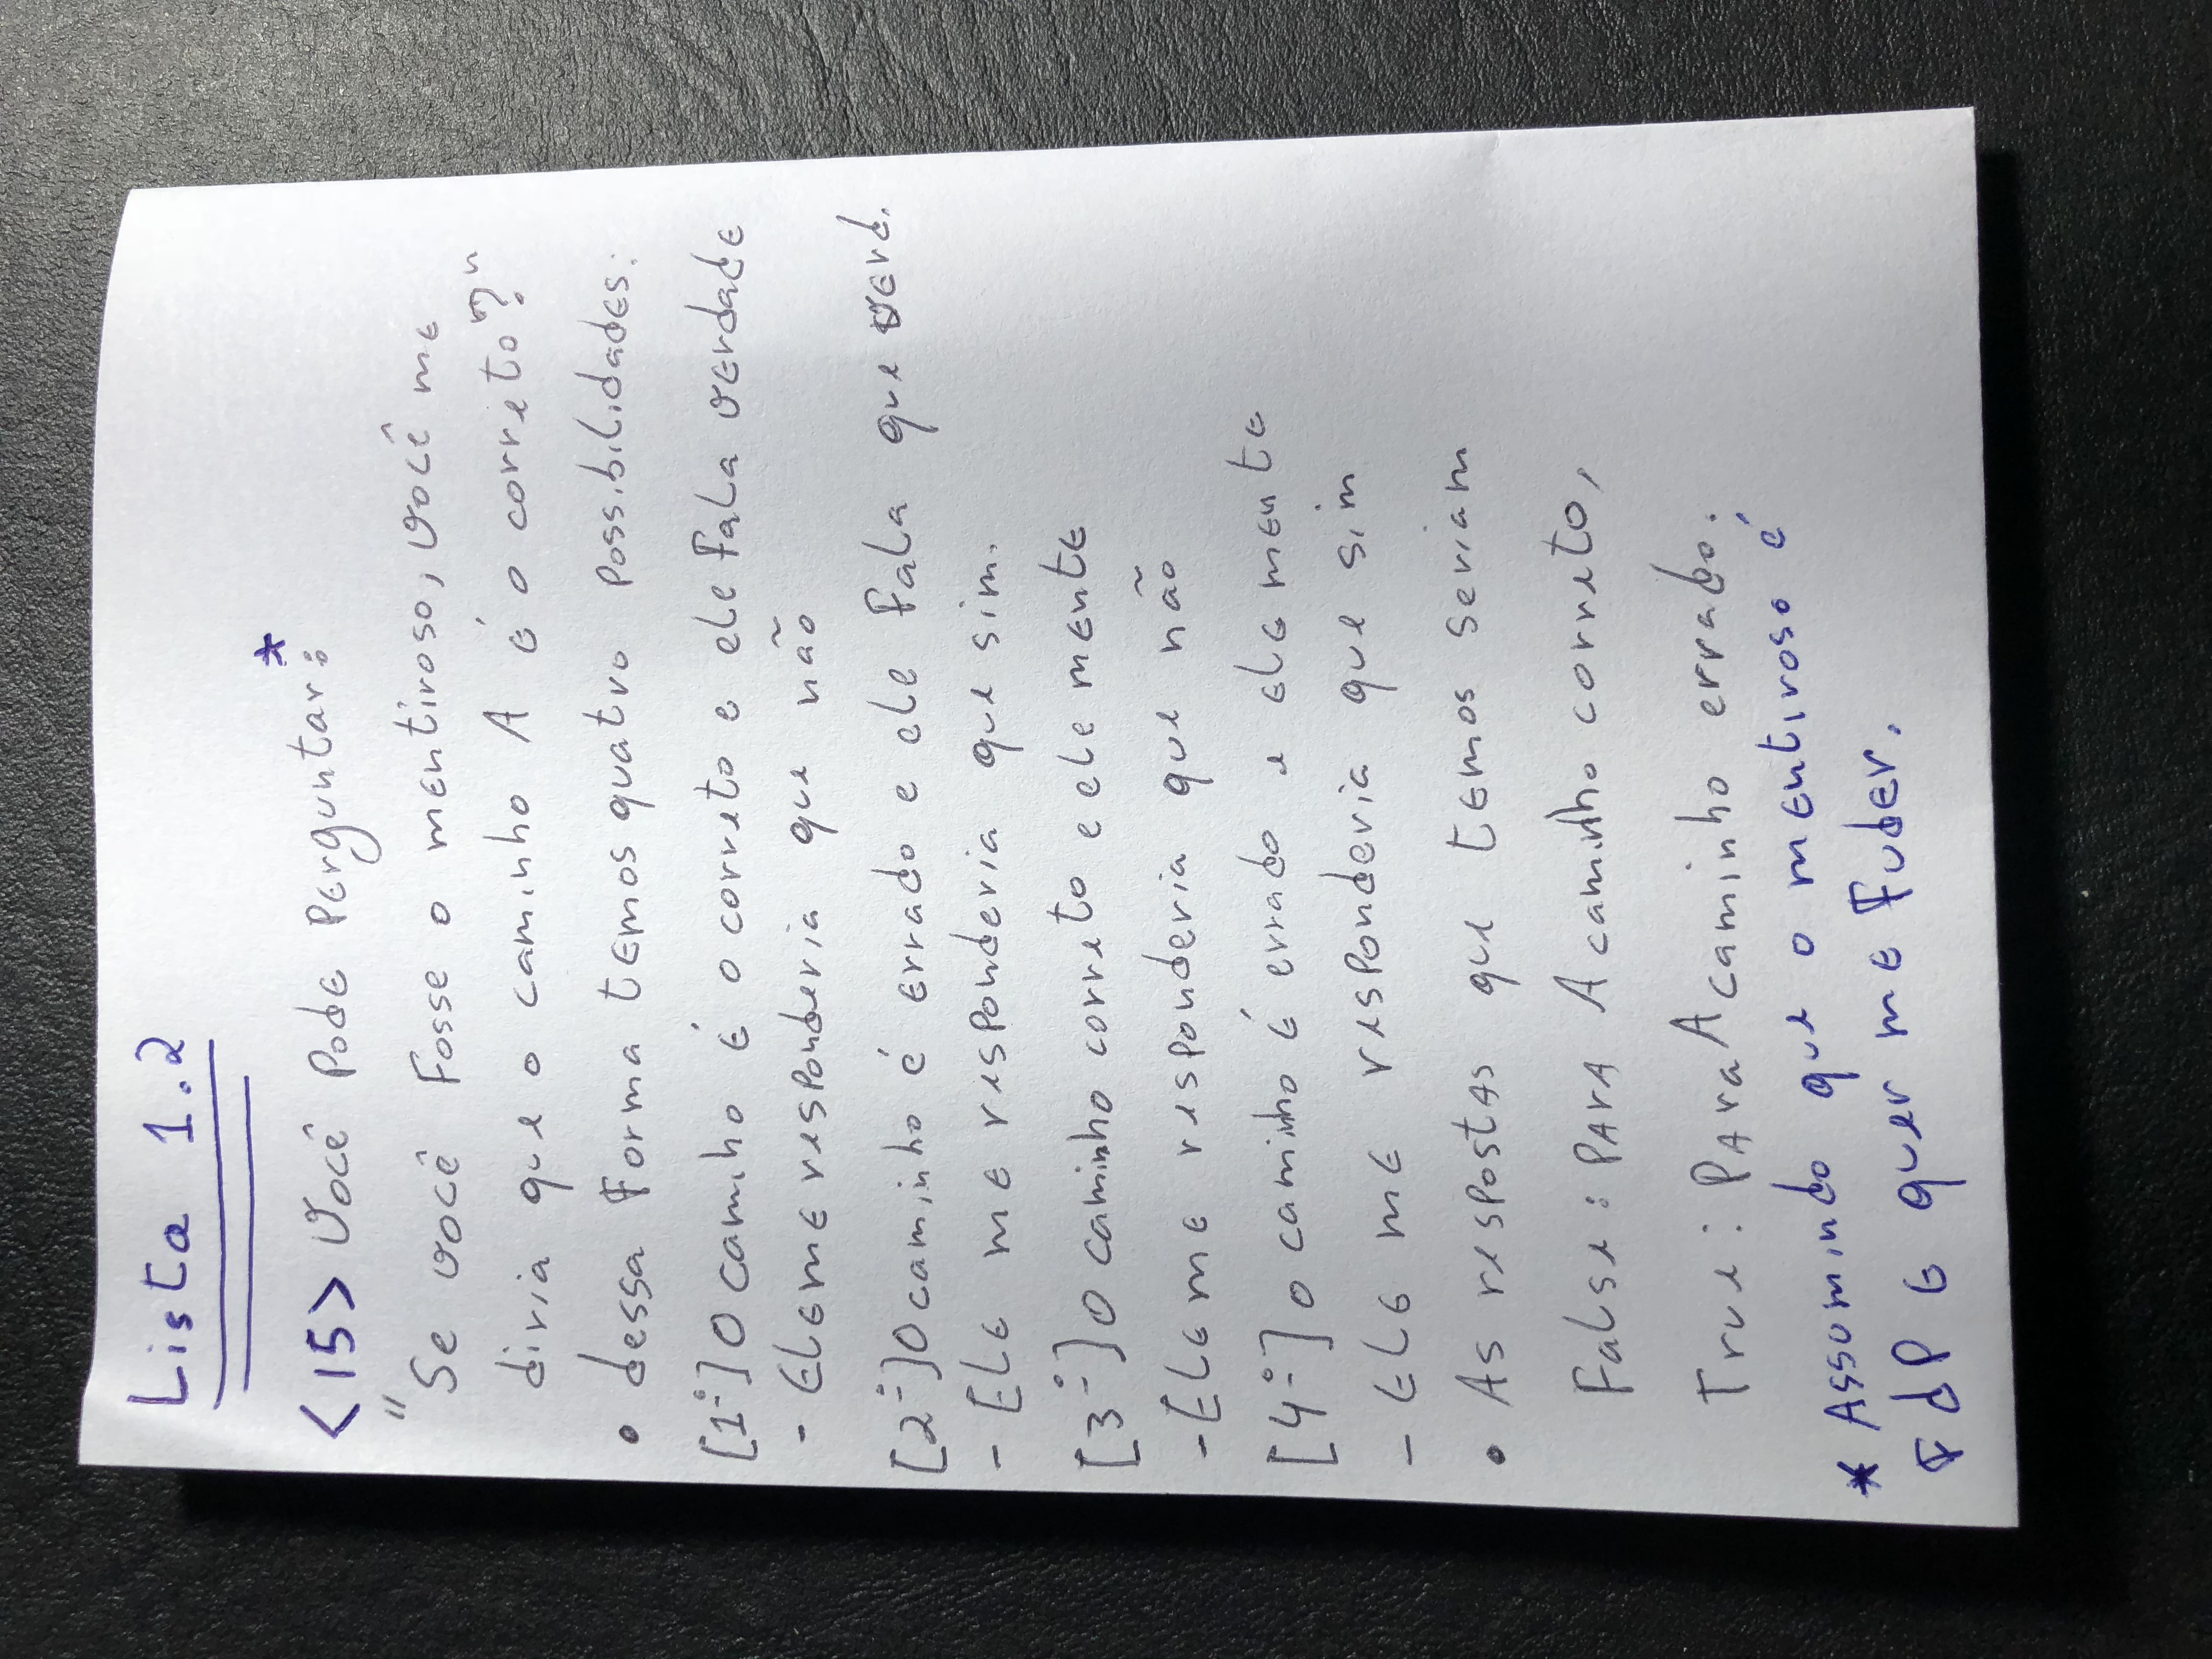 Lista 1.2
<15> Você pode perguntar:*
"Se você fosse o mentiroso, você me
diria que o caminho A é o correto?"
• dessa forma temos quatro possibilidades:
[1º] O camiho é o correto e ele fala verdade
- Ele me responderia que não
[2º] O caminho é errado e ele fala que verd.
- Ele me responderia que sim.
[3º] O caminho correto e ele mente
- Ele me responderia que não
[4º] O caminho é errado e ele mente
- Ele me responderia que sim
• As respostas que temos seriam
False: para A caminho correto,
True: Para A caminho errado.
* Assumindo que o mentiroso é
FdP e quer me Fuder.